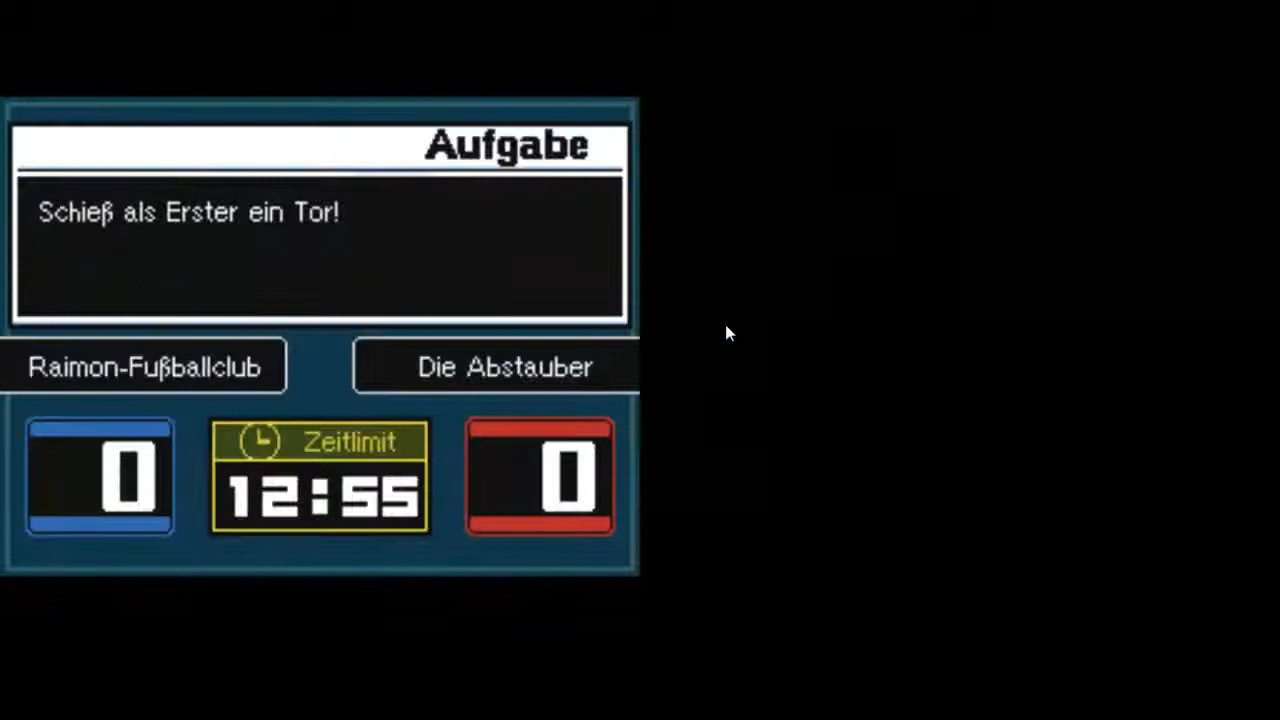 Aufgabe
Schieß als Erster ein Tor!
Raimon-Fußballclub
Die Abstauber
0
Zeitlimit
12:55
0